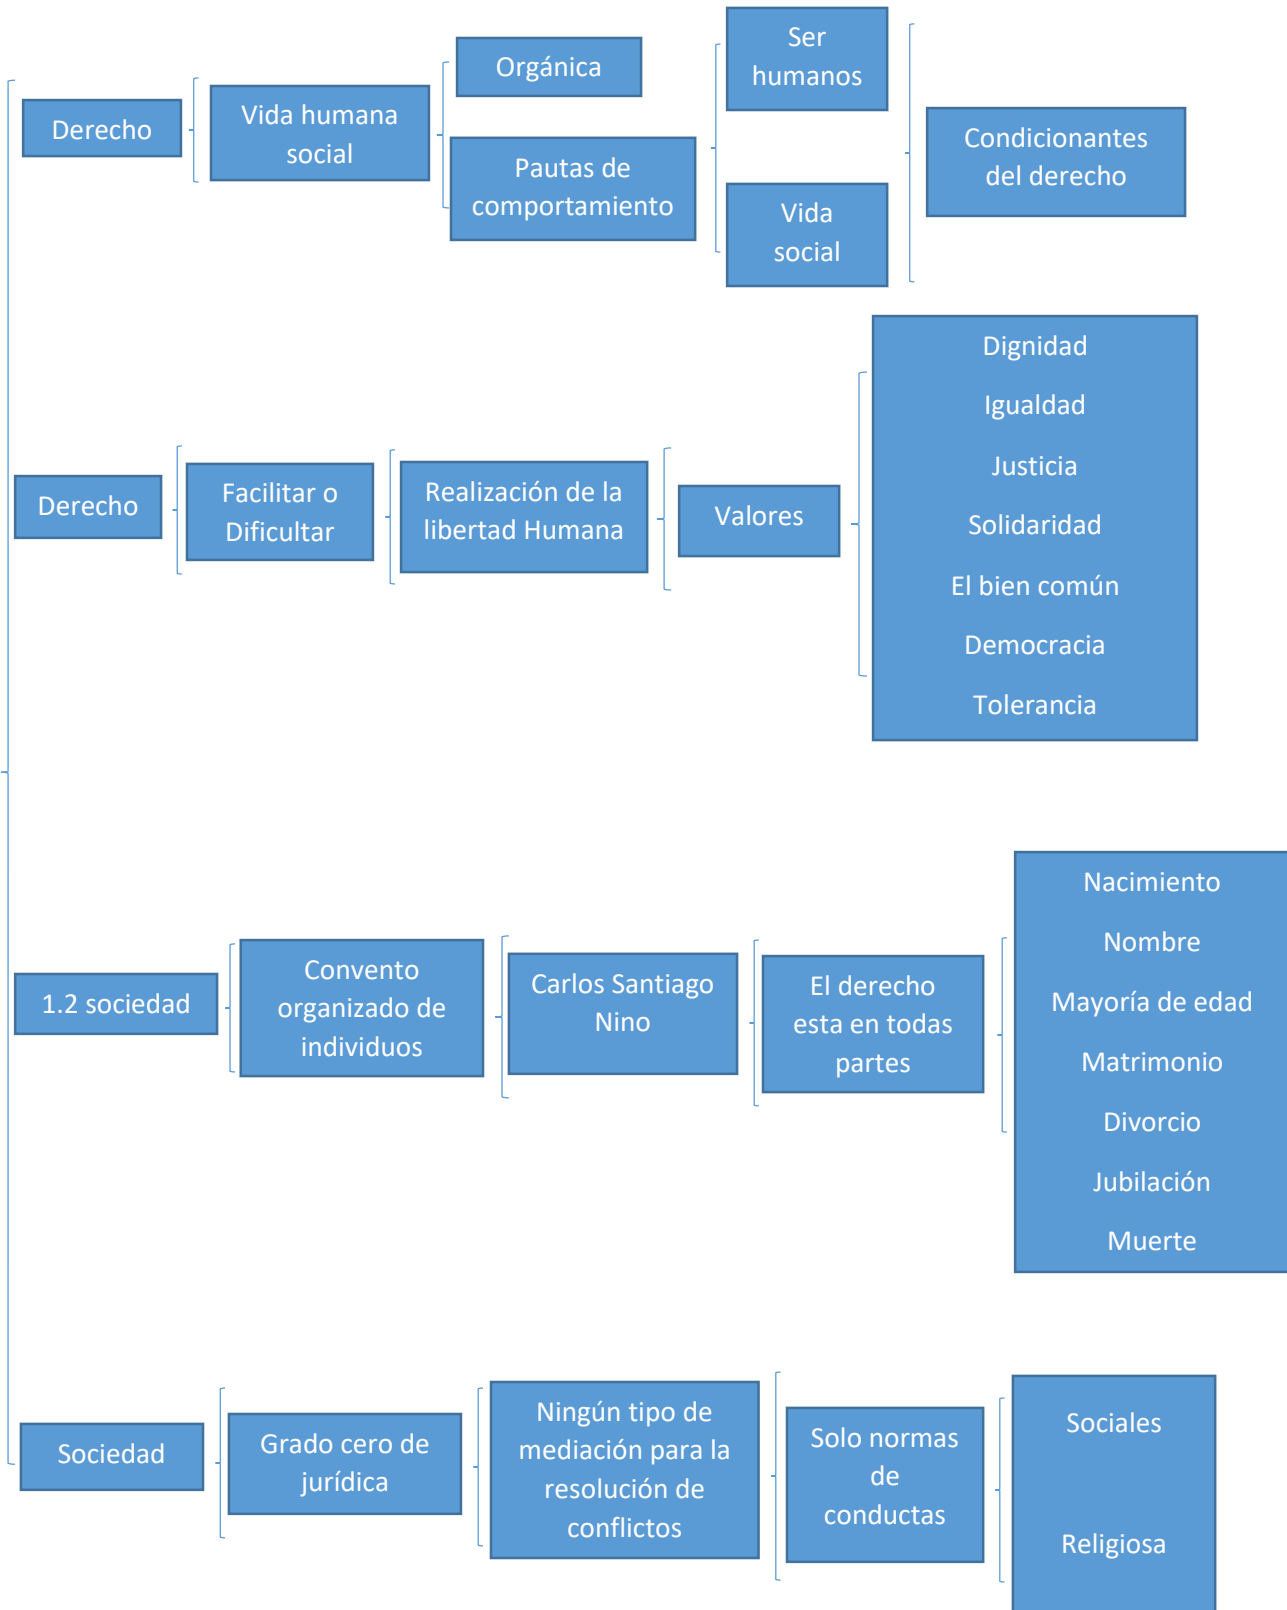 Derecho
Vida humana
social
Orgánica
Pautas de
comportamiento
Ser
humanos
Vida
social
Condicionantes
del derecho
Derecho
Facilitar o
Dificultar
Realización de la
libertad Humana
Valores
Dignidad
Igualdad
Justicia
Solidaridad
El bien común
Democracia
Tolerancia
1.2 sociedad
Convento
organizado de
individuos
Carlos Santiago
Nino
El derecho
esta en todas
partes
Nacimiento
Nombre
Mayoría de edad
Matrimonio
Divorcio
Jubilación
Muerte
Sociedad
Grado cero de
jurídica
Ningún tipo de
mediación para la
resolución de
conflictos
Solo normas
de
conductas
Sociales
Religiosa